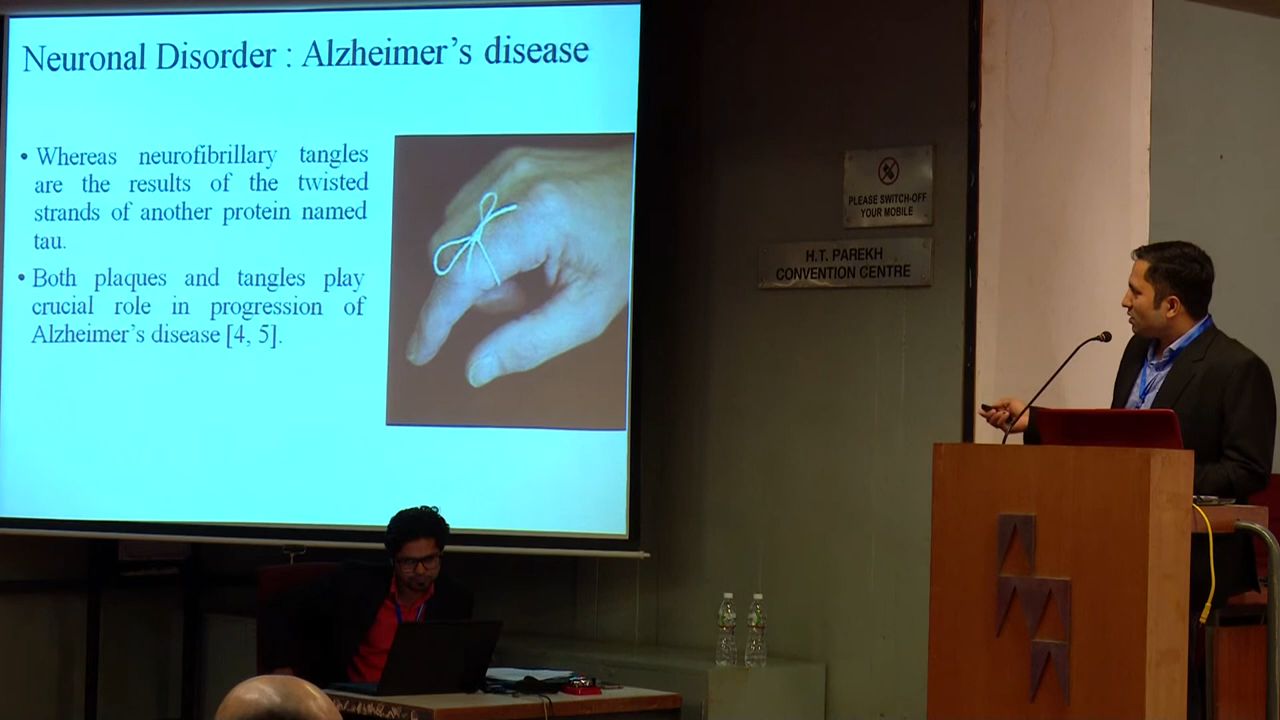 Neuronal Disorder : Alzheimer’s disease
• Whereas neurofibrillary tangles
are the results of the twisted
strands of another protein named
tau.
• Both plaques and tangles play
crucial role in progression of
Alzheimer’s disease [4, 5].
PLEASE SWITCH-OFF
YOUR MOBILE
H.T. PAREKH
CONVENTION CENTRE